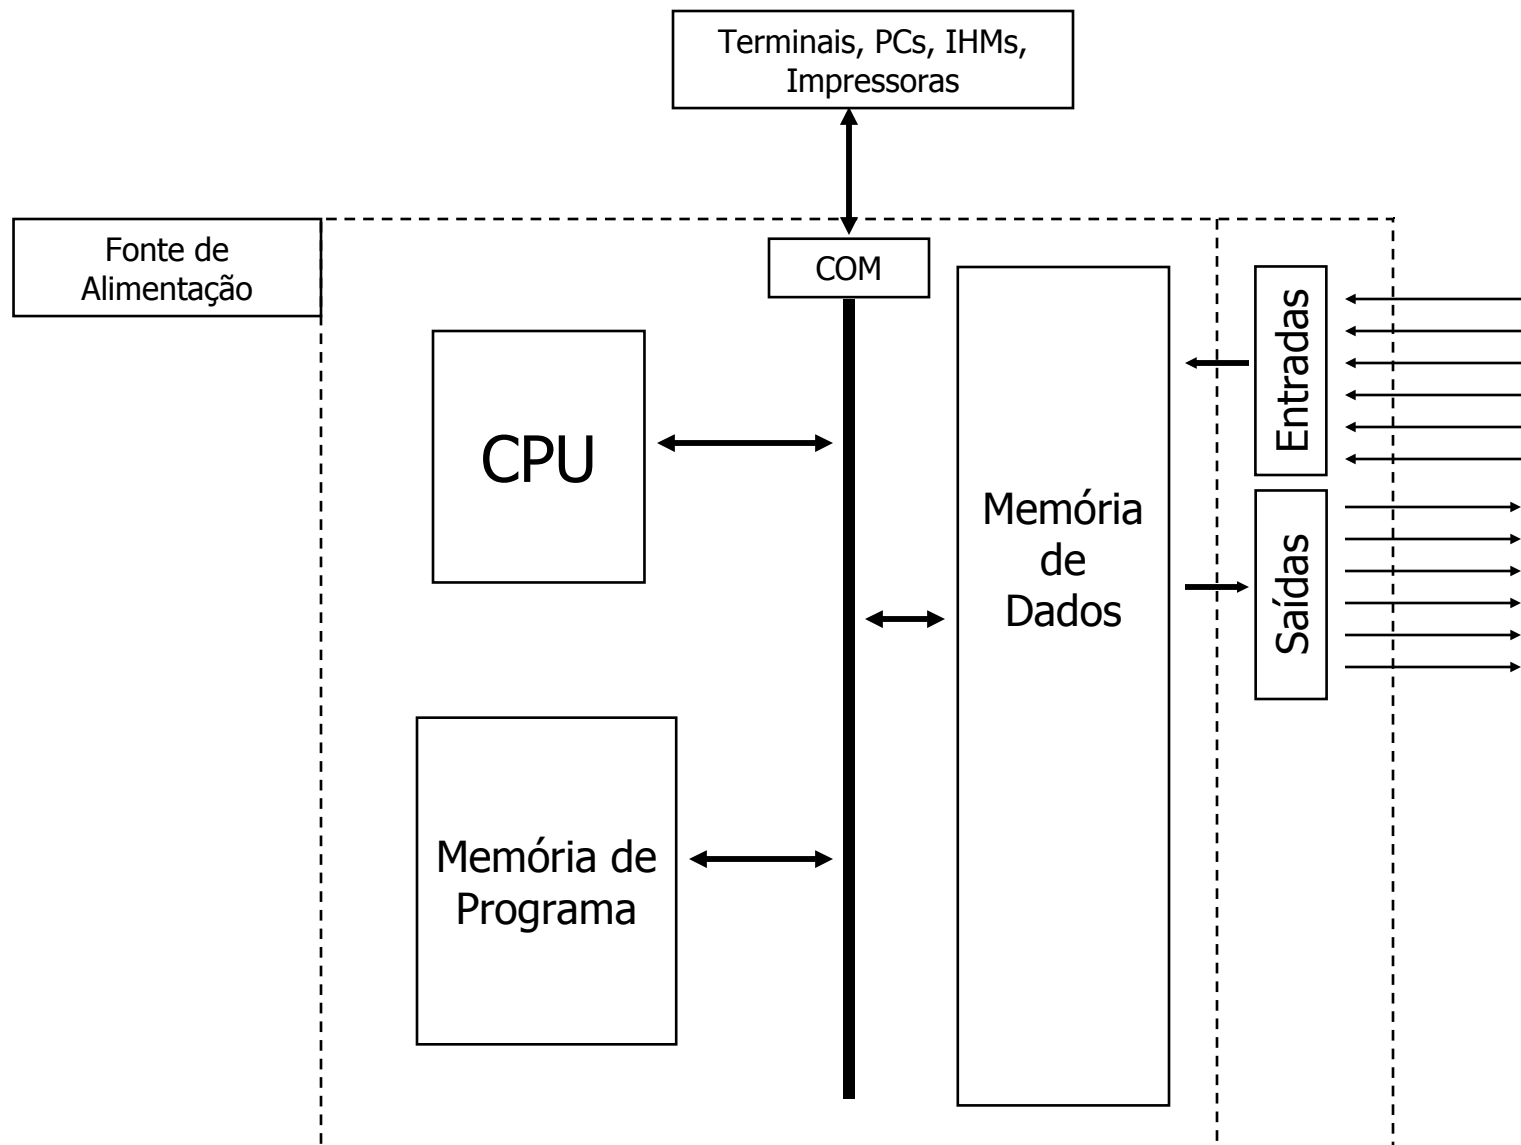 Terminais, PCs, IHMs,
Impressoras
Fonte de
Alimentação
COM
CPU
Memória
de
Dados
Entradas
Saídas
Memória de
Programa